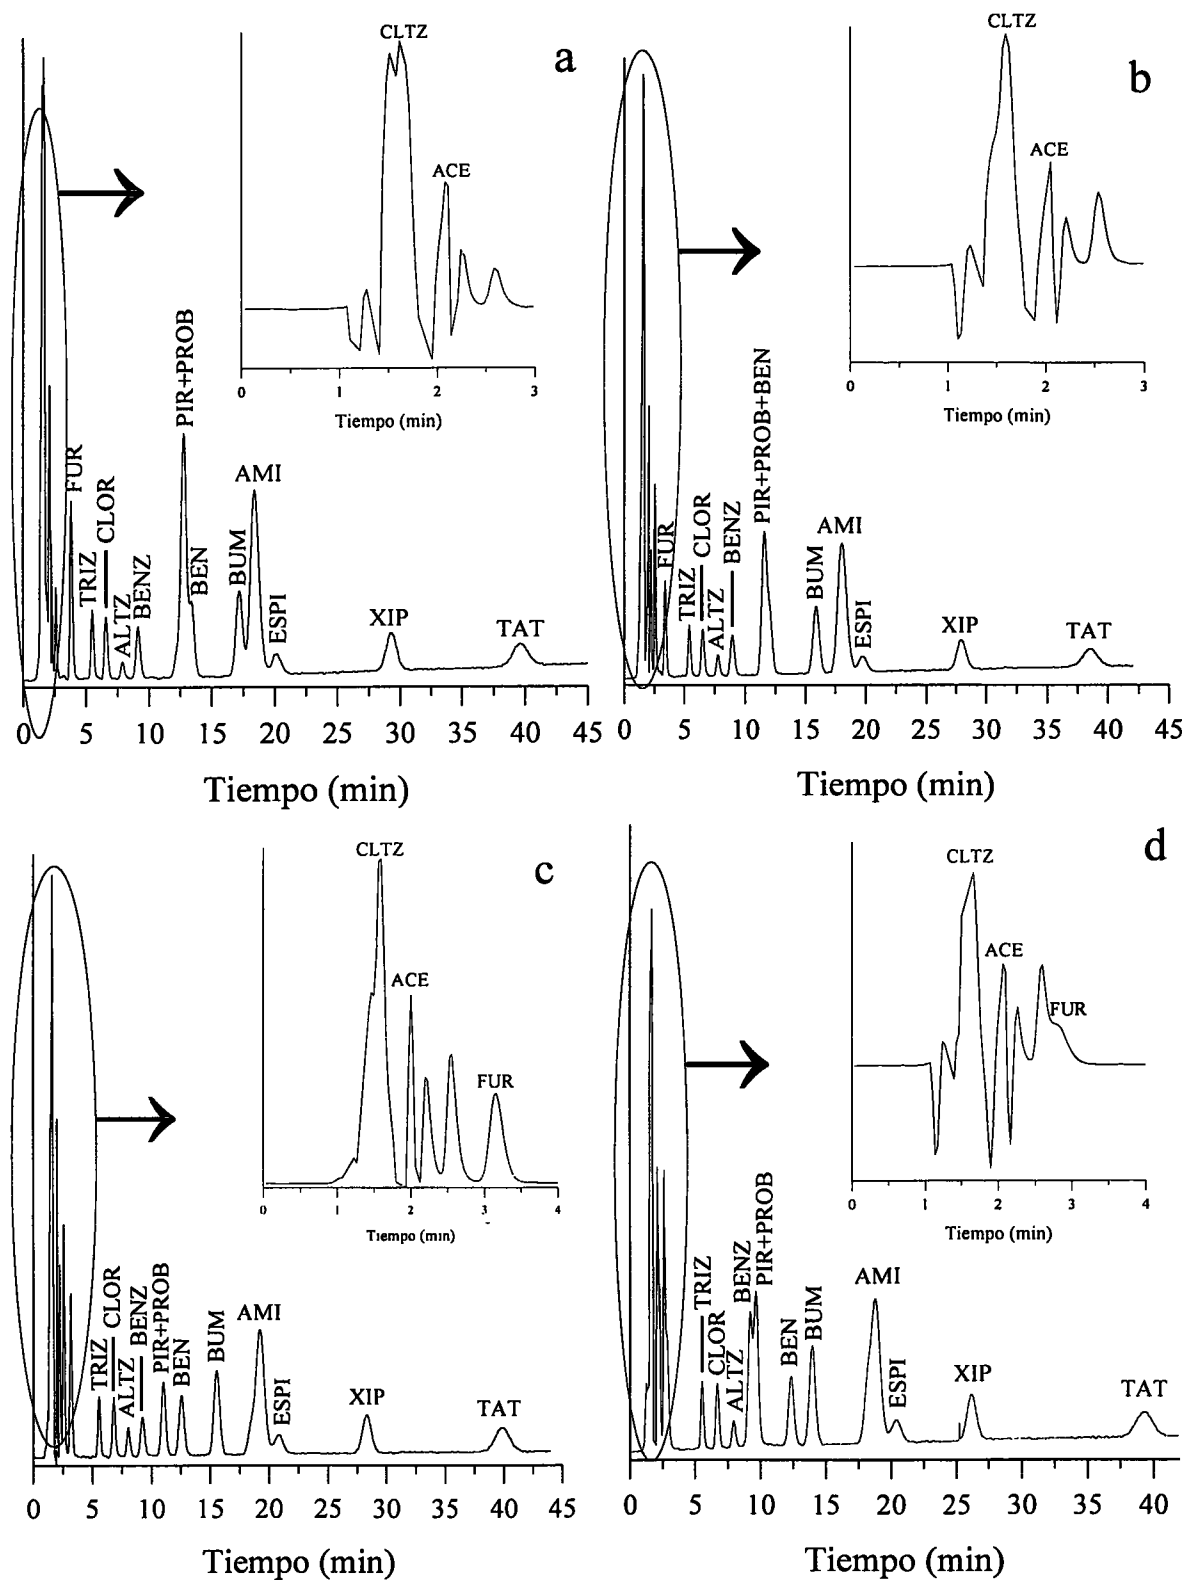 a
CLTZ
ACE
0 1 2 3
Tiempo (min)
FUR
TRIZ
CLOR
ALTZ
BENZ
PIR+PROB
BEN
BUM
AMI
ESPI
XIP
TAT
0 5 10 15 20 25 30 35 40 45
Tiempo (min)
b
CLTZ
ACE
0 1 2 3
Tiempo (min)
FUR
TRIZ
CLOR
ALTZ
BENZ
PIR+PROB+BEN
BUM
AMI
ESPI
XIP
TAT
0 5 10 15 20 25 30 35 40 45
Tiempo (min)
c
CLTZ
ACE
FUR
0 1 2 3 4
Tiempo (min)
TRIZ
CLOR
ALTZ
BENZ
PIR+PROB
BEN
BUM
AMI
ESPI
XIP
TAT
0 5 10 15 20 25 30 35 40 45
Tiempo (min)
d
CLTZ
ACE
FUR
0 1 2 3 4
Tiempo (min)
TRIZ
CLOR
ALTZ
BENZ
PIR+PROB
BEN
BUM
AMI
ESPI
XIP
TAT
0 5 10 15 20 25 30 35 40
Tiempo (min)